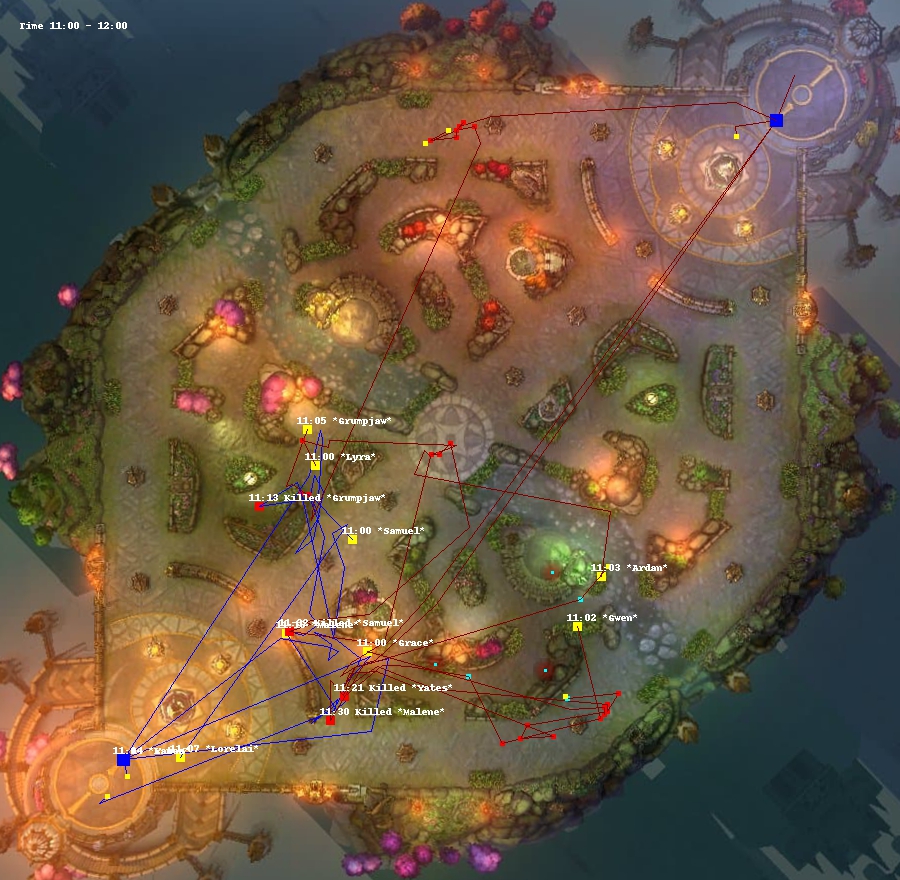 Time 11:00 - 12:00
11:05 *Grumpjaw*
11:00 *Lyra*
11:13 Killed *Grumpjaw*
11:00 *Samuel*
11:03 *Ardan*
11:02 *Gwen*
Killed *Samuel*
11:00 *Grace*
11:21 Killed *Yates*
11:30 Killed *Malene*
11:07 *Lorelai*